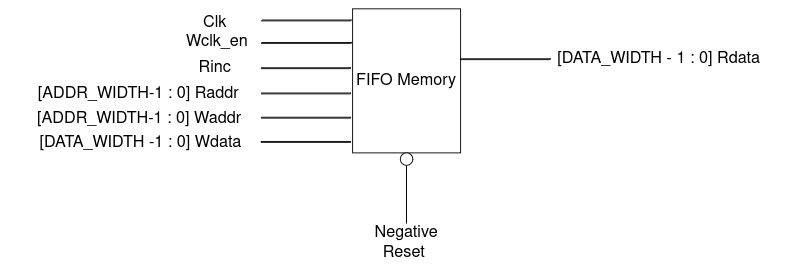 Clk
Wclk_en
Rinc
[ADDR_WIDTH-1 : 0] Raddr
[ADDR_WIDTH-1 : 0] Waddr
[DATA_WIDTH -1 : 0] Wdata
FIFO Memory
[DATA_WIDTH - 1 : 0] Rdata
Negative
Reset